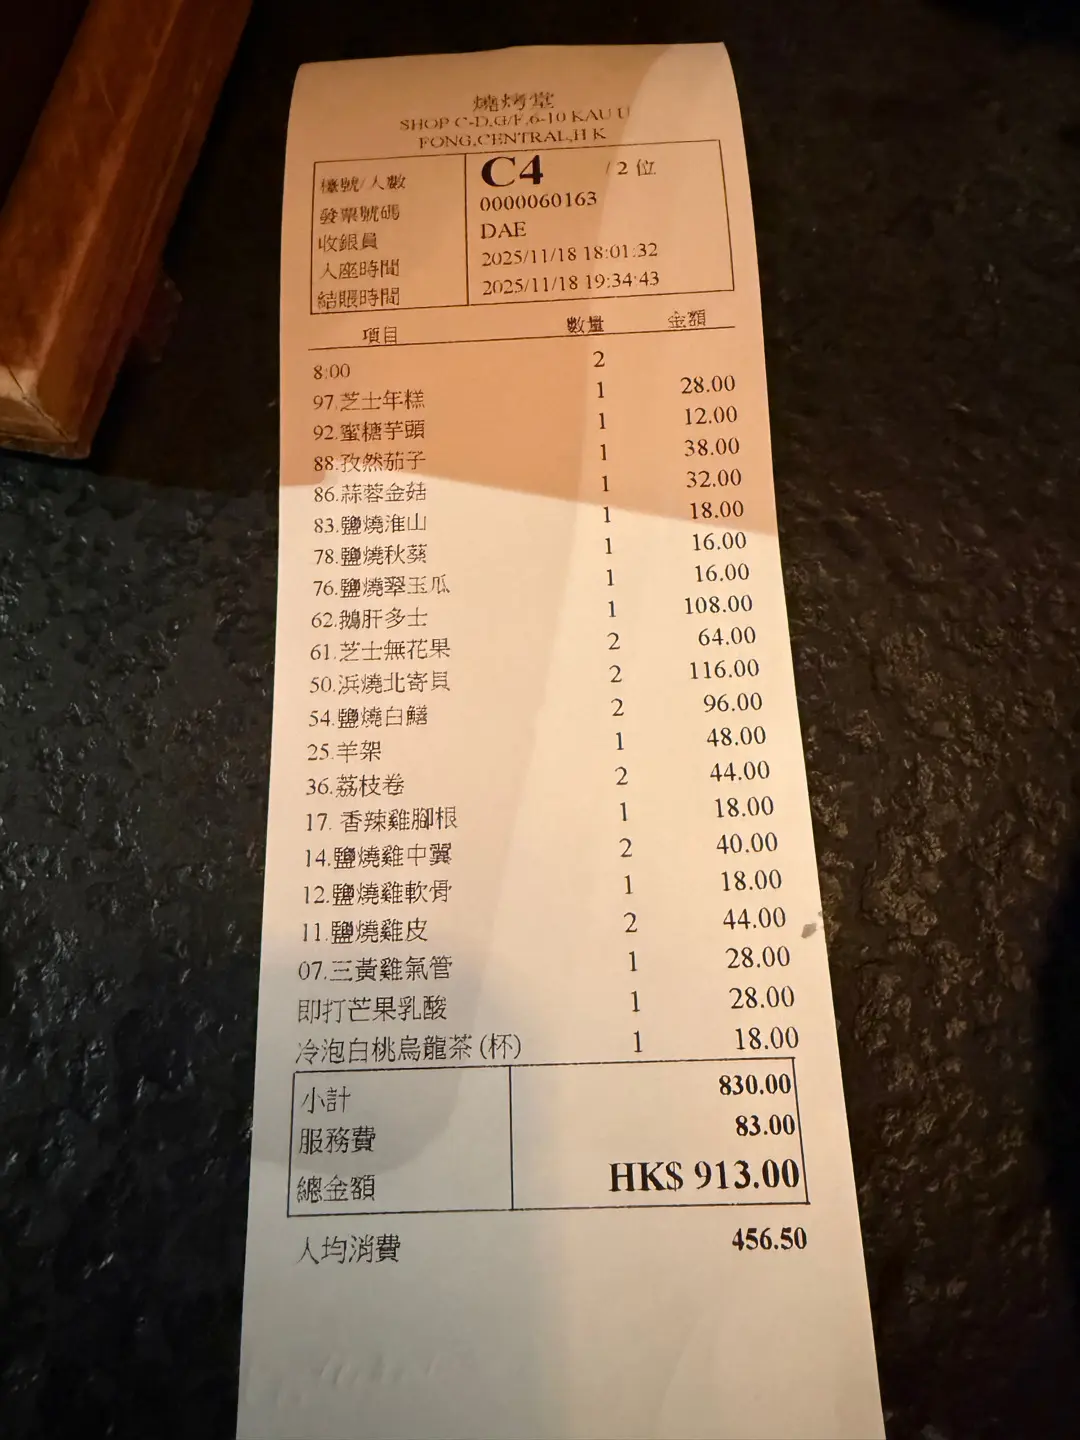 燒烤堂
SHOP C-D,G/F,6-10 KAU U
FONG,CENTRAL,H K
檯號/人數 C4 / 2 位
發票號碼 0000060163
收銀員 DAE
入座時間 2025/11/18 18:01:32
結賬時間 2025/11/18 19:34:43
項目 數量 金額
8:00 2
97.芝士年糕 1 28.00
92.蜜糖芋頭 1 12.00
88.孜然茄子 1 38.00
86.蒜蓉金菇 1 32.00
83.鹽燒淮山 1 18.00
78.鹽燒秋葵 1 16.00
76.鹽燒翠玉瓜 1 16.00
62.鵝肝多士 1 108.00
61.芝士無花果 2 64.00
50.浜燒北寄貝 2 116.00
54.鹽燒白鱔 2 96.00
25.羊架 1 48.00
36.荔枝卷 2 44.00
17. 香辣雞腳根 1 18.00
14.鹽燒雞中翼 2 40.00
12.鹽燒雞軟骨 1 18.00
11.鹽燒雞皮 2 44.00
07.三黃雞氣管 1 28.00
即打芒果乳酸 1 28.00
冷泡白桃烏龍茶 (杯) 1 18.00
小計 830.00
服務費 83.00
總金額 HK$ 913.00
人均消費 456.50